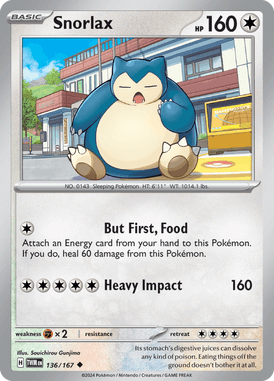 BASIC
Snorlax
HP 160
NO. 0143 Sleeping Pokémon HT: 6'11" WT: 1014.1 lbs.
But First, Food
Attach an Energy card from your hand to this Pokémon.
If you do, heal 60 damage from this Pokémon.
Heavy Impact 160
weakness ×2 resistance retreat
Illus. Souichirou Gunjima
H TWM EN 136/167
Its stomach's digestive juices can dissolve
any kind of poison. Eating things off the
ground doesn't bother it at all.
©2024 Pokémon / Nintendo / Creatures / GAME FREAK